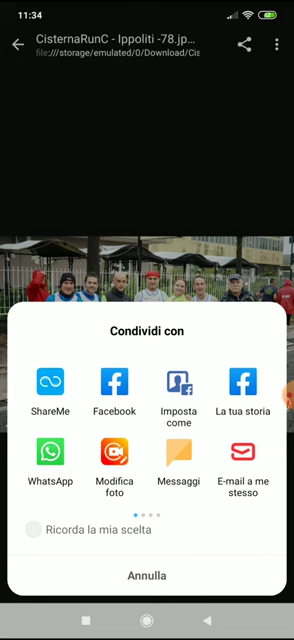 11:34
62
CisternaRunC - Ippoliti -78.jp...
file:///storage/emulated/0/Download/Cis
Condividi con
ShareMe
Facebook
Imposta come
La tua storia
WhatsApp
Modifica foto
Messaggi
E-mail a me stesso
Ricorda la mia scelta
Annulla